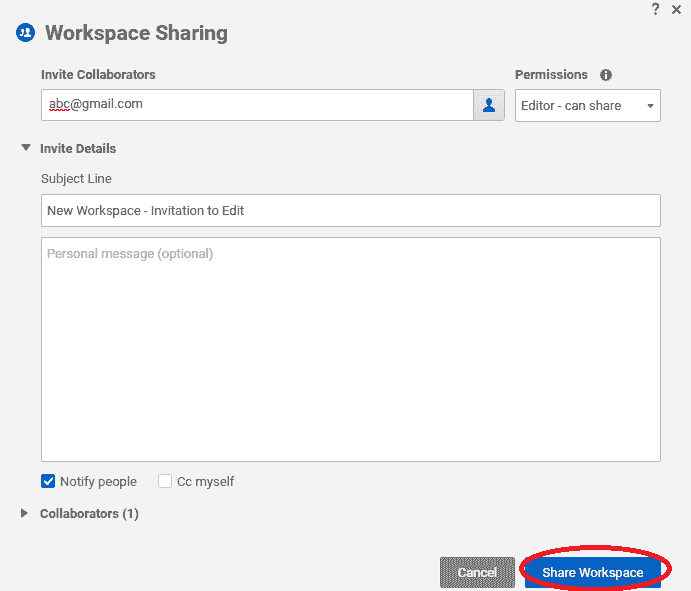 ?
Workspace Sharing
Invite Collaborators
Permissions
abc@gmail.com
Editor - can share
Invite Details
Subject Line
New Workspace - Invitation to Edit
Personal message (optional)
Notify people
Cc myself
Collaborators (1)
Cancel
Share Workspace